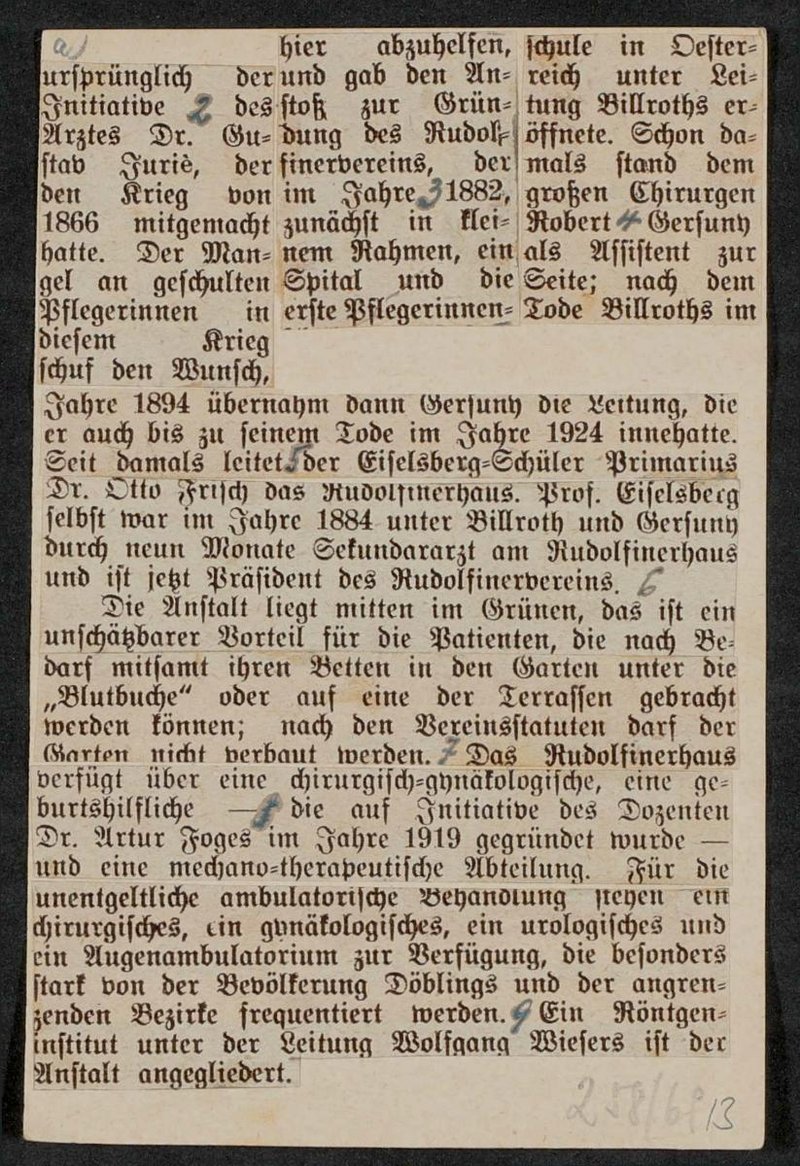 a)
ursprünglich der
Initiative 2 des
Arztes Dr. Gu-
stav Juriè, der
den Krieg von
1866 mitgemacht
hatte. Der Man-
gel an geschulten
Pflegerinnen in
diesem Krieg
schuf den Wunsch,
hier abzuhelfen,
und gab den An-
stoß zur Grün-
dung des Rudol-
finervereins, der
im Jahre 3 1882,
zunächst in klei-
nem Rahmen, ein
Spital und die
erste Pflegerinnen-
schule in Oester-
reich unter Lei-
tung Billroths er-
öffnete. Schon da-
mals stand dem
großen Chirurgen
Robert 4 Gersuny
als Assistent zur
Seite; nach dem
Tode Billroths im
Jahre 1894 übernahm dann Gersuny die Leitung, die
er auch bis zu seinem Tode im Jahre 1924 innehatte.
Seit damals leitet 5 der Eiselsberg-Schüler Primarius
Dr. Otto Frisch das Rudolfinerhaus. Prof. Eiselsberg
selbst war im Jahre 1884 unter Billroth und Gersuny
durch neun Monate Sekundararzt am Rudolfinerhaus
und ist jetzt Präsident des Rudolfinervereins. 6
Die Anstalt liegt mitten im Grünen, das ist ein
unschätzbarer Vorteil für die Patienten, die nach Be-
darf mitsamt ihren Betten in den Garten unter die
„Blutbuche“ oder auf eine der Terrassen gebracht
werden können; nach den Vereinsstatuten darf der
Garten nicht verbaut werden. 7 Das Rudolfinerhaus
verfügt über eine chirurgisch-gynäkologische, eine ge-
burtshilfliche — 8 die auf Initiative des Dozenten
Dr. Artur Foges im Jahre 1919 gegründet wurde —
und eine mechano-therapeutische Abteilung. Für die
unentgeltliche ambulatorische Behandlung stehen ein
chirurgisches, ein gynäkologisches, ein urologisches und
ein Augenambulatorium zur Verfügung, die besonders
stark von der Bevölkerung Döblings und der angren-
zenden Bezirke frequentiert werden. 9 Ein Röntgen-
institut unter der Leitung Wolfgang Wiesers ist der
Anstalt angegliedert.
13